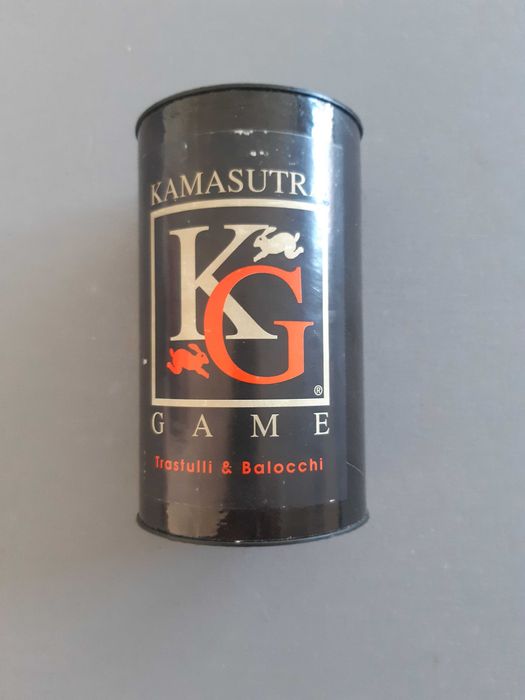 KAMASUTRA
KG
®
GAME
Trastulli & Balocchi